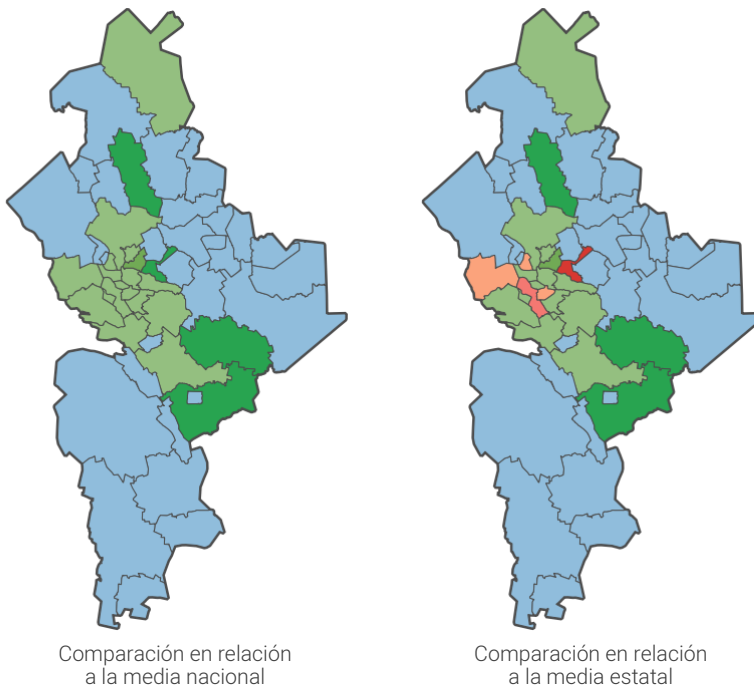 Comparación en relación
a la media nacional
Comparación en relación
a la media estatal